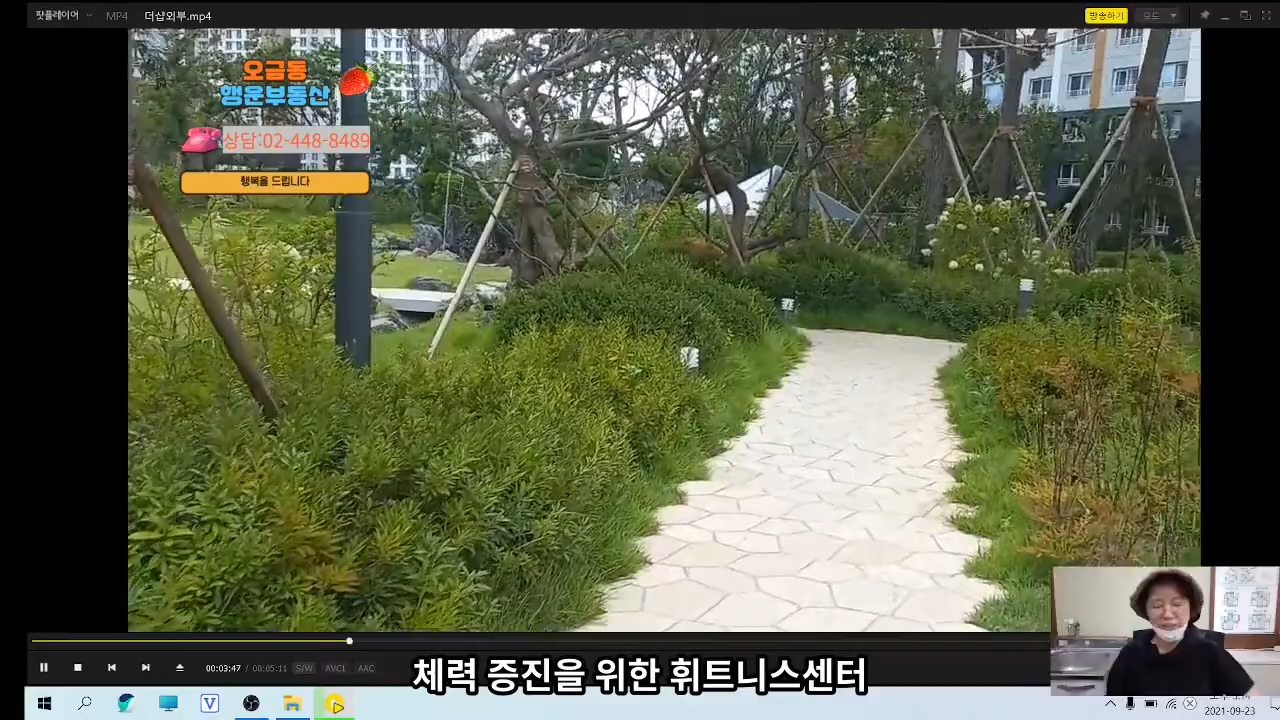 팟플레이어
MP4
더샵외부.mp4
방송하기
모드
오금동
행운부동산
상담:02-448-8489
행복을 드립니다
00:03:47 / 00:05:11 S/W AVC1 AAC
체력 증진을 위한 휘트니스센터
2021-09-23